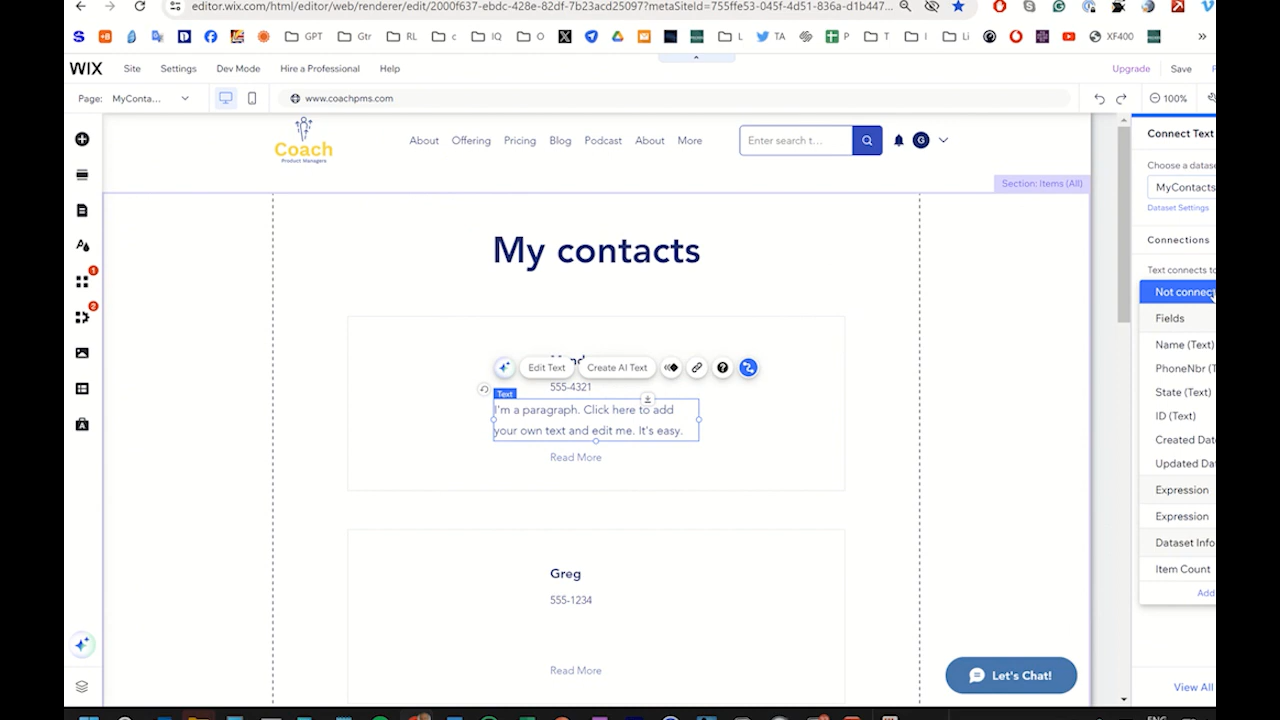 editor.wix.com/html/editor/web/renderer/edit/2000f637-ebdc-428e-82df-7b23acd25097?metaSiteId=755ffe53-045f-4d51-836a-d1b447...
GPT Gtr RL c IQ O L TA P T I Li XF400 »
WIX Site Settings Dev Mode Hire a Professional Help Upgrade Save
Page: MyConta... www.coachpms.com 100%
Coach
Product Managers
About Offering Pricing Blog Podcast About More Enter search t... G
Section: Items (All)
My contacts
Edit Text Create AI Text
555-4321
Text
I'm a paragraph. Click here to add
your own text and edit me. It's easy.
Read More
Greg
555-1234
Read More
1
2
Connect Text
Choose a datase
MyContacts
Dataset Settings
Connections
Text connects to
Not connect
Fields
Name (Text)
PhoneNbr (T
State (Text)
ID (Text)
Created Date
Updated Da
Expression
Expression
Dataset Info
Item Count
Add
View All
Let's Chat!